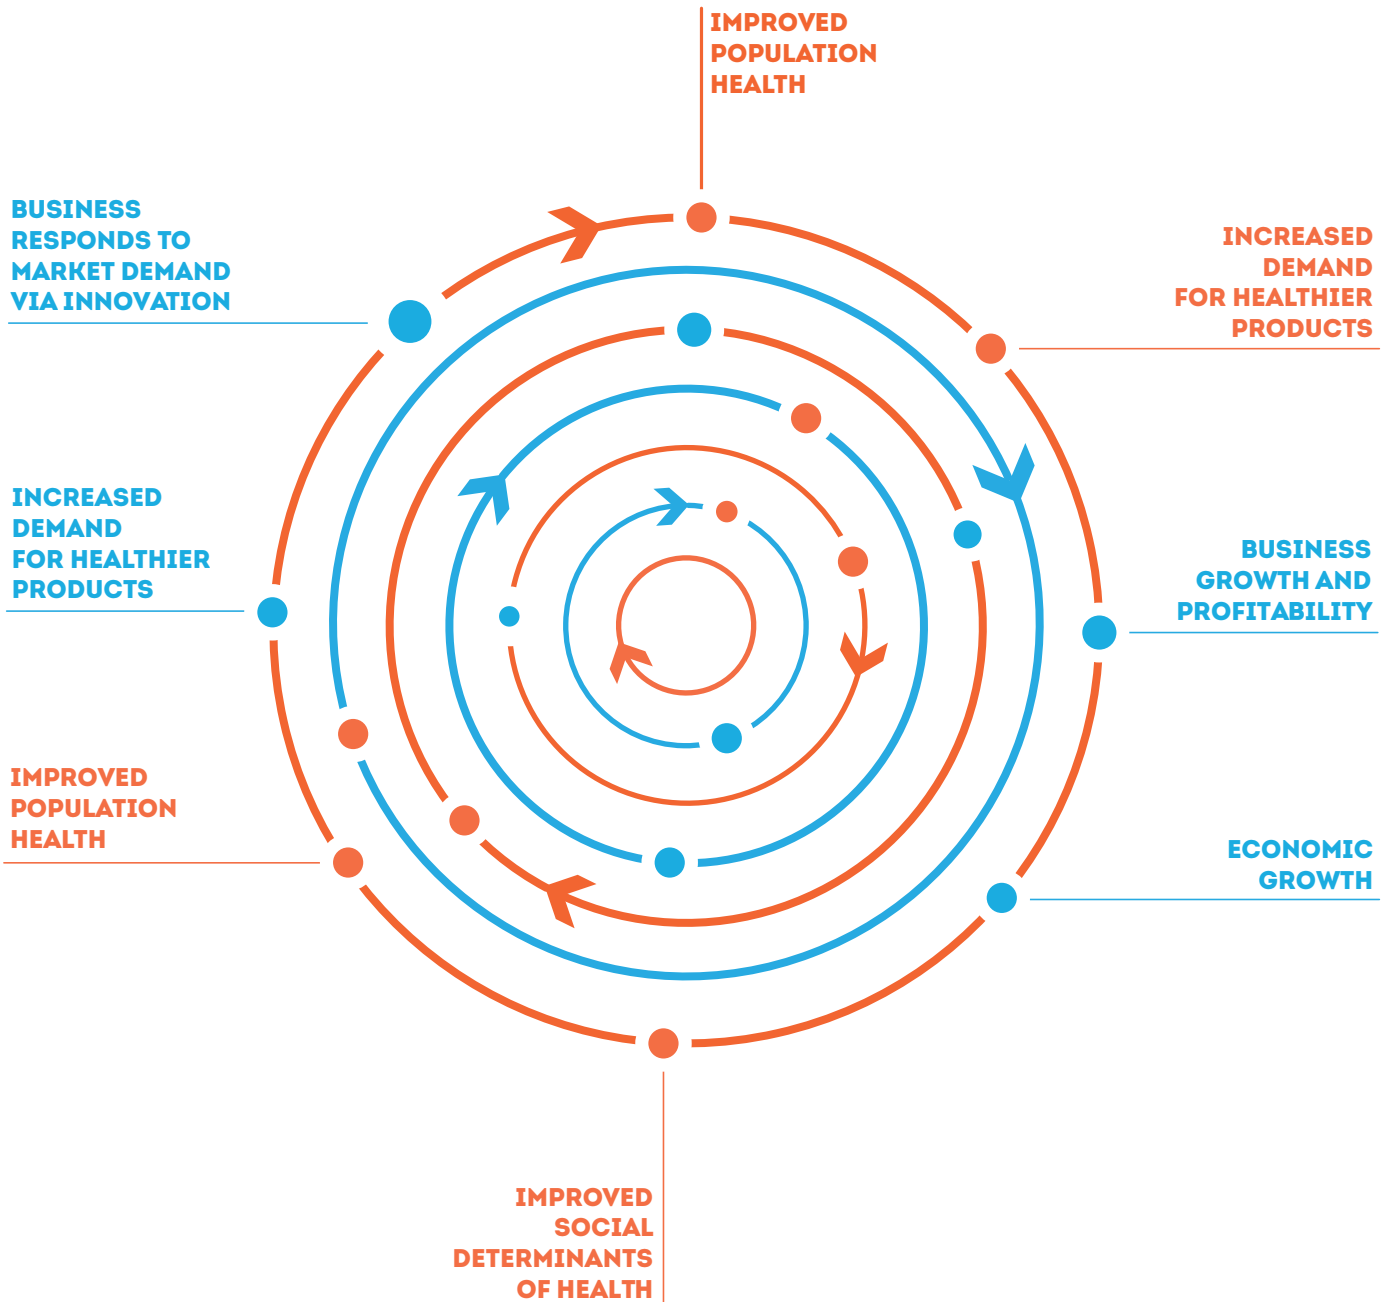 IMPROVED
POPULATION
HEALTH
BUSINESS
RESPONDS TO
MARKET DEMAND
VIA INNOVATION
INCREASED
DEMAND
FOR HEALTHIER
PRODUCTS
INCREASED
DEMAND
FOR HEALTHIER
PRODUCTS
BUSINESS
GROWTH AND
PROFITABILITY
IMPROVED
POPULATION
HEALTH
ECONOMIC
GROWTH
IMPROVED
SOCIAL
DETERMINANTS
OF HEALTH